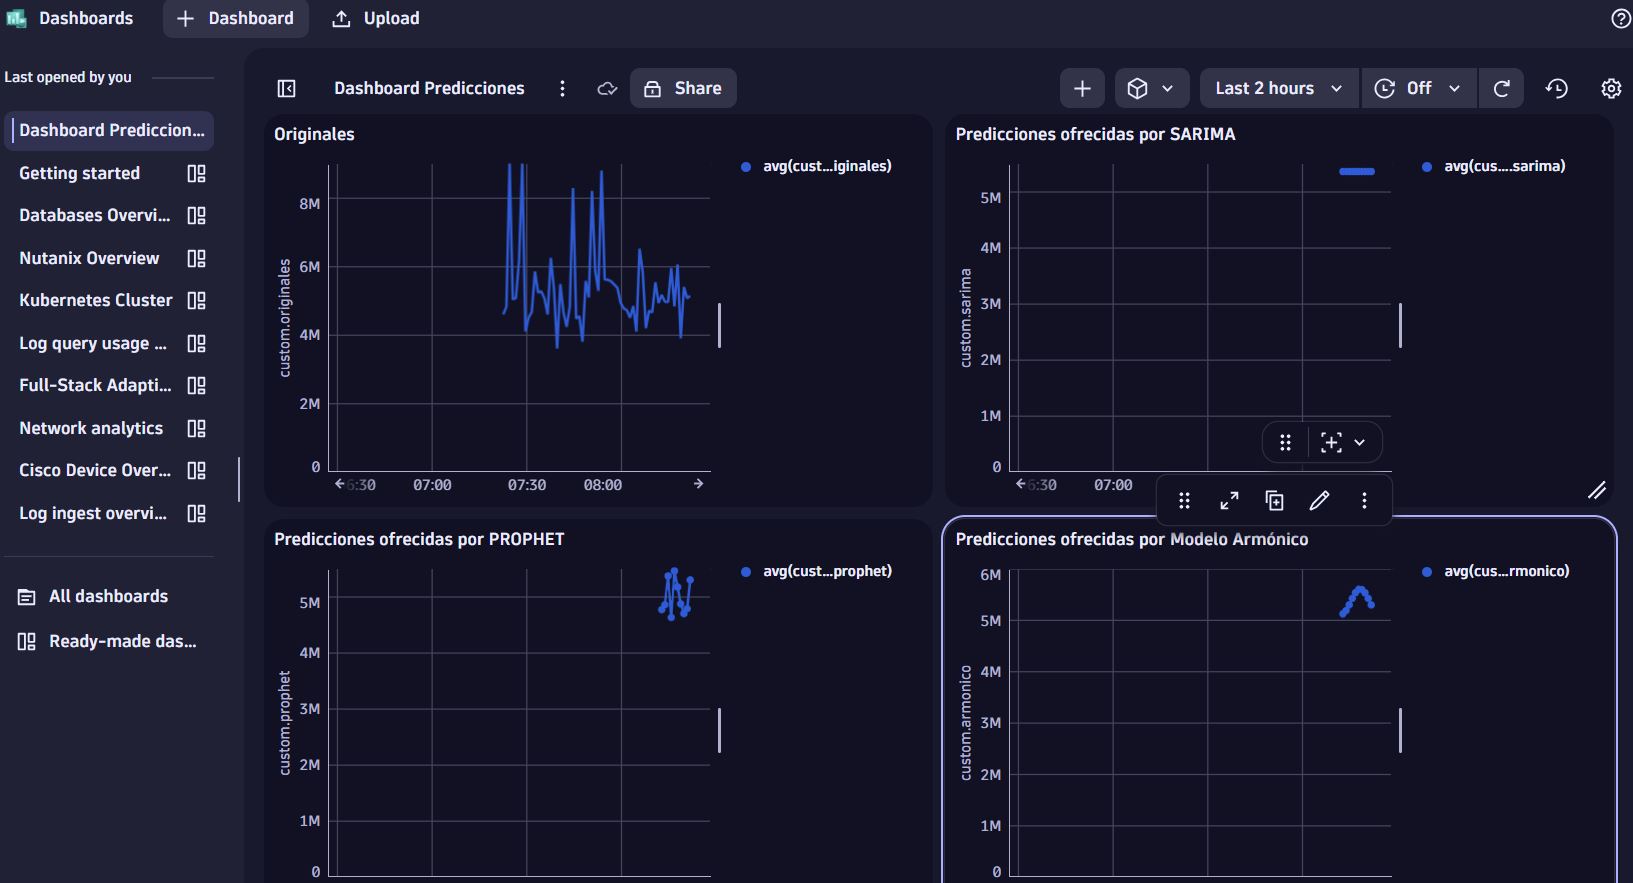 Dashboards
Dashboard
Upload
Last opened by you
Dashboard Prediccion...
Getting started
Databases Overvi...
Nutanix Overview
Kubernetes Cluster
Log query usage ...
Full-Stack Adapti...
Network analytics
Cisco Device Over...
Log ingest overvi...
All dashboards
Ready-made das...
Dashboard Predicciones
Share
Last 2 hours
Off
Originales
avg(cust...iginales)
custom.originales
8M
6M
4M
2M
0
6:30 07:00 07:30 08:00
Predicciones ofrecidas por SARIMA
avg(cus....sarima)
custom.sarima
5M
4M
3M
2M
1M
0
6:30 07:00
Predicciones ofrecidas por PROPHET
avg(cust...prophet)
custom.prophet
5M
4M
3M
2M
1M
0
Predicciones ofrecidas por Modelo Armónico
avg(cus...rmonico)
custom.armonico
6M
5M
4M
3M
2M
1M
0